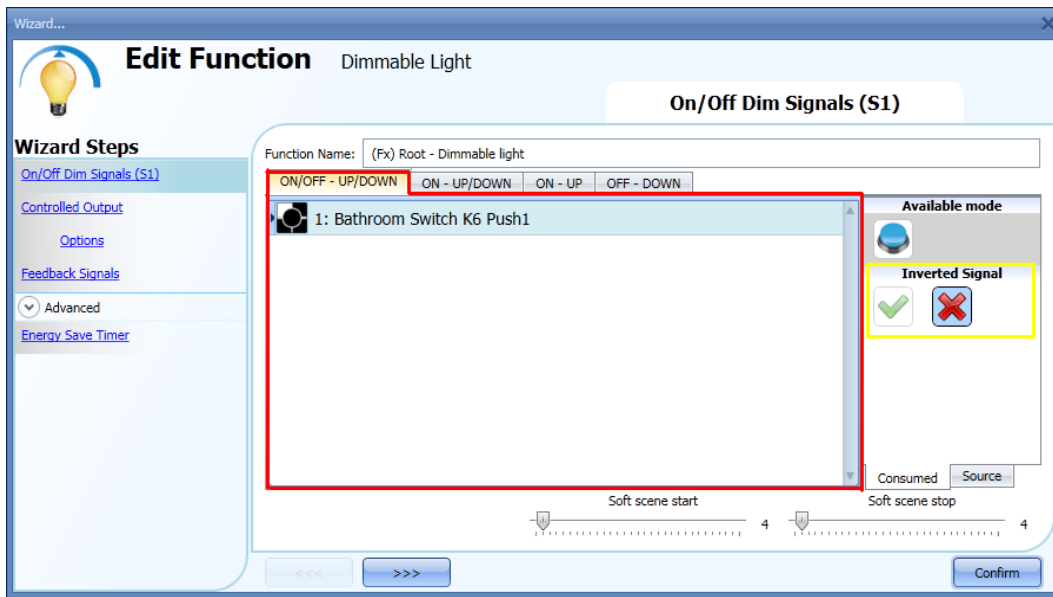 Wizard...
Edit Function Dimmable Light
On/Off Dim Signals (S1)
Wizard Steps
On/Off Dim Signals (S1)
Controlled Output
Options
Feedback Signals
Advanced
Energy Save Timer
Function Name: (Fx) Root - Dimmable light
ON/OFF - UP/DOWN ON - UP/DOWN ON - UP OFF - DOWN
1: Bathroom Switch K6 Push1
Available mode
Inverted Signal
Consumed Source
Soft scene start 4
Soft scene stop 4
<<< >>> Confirm